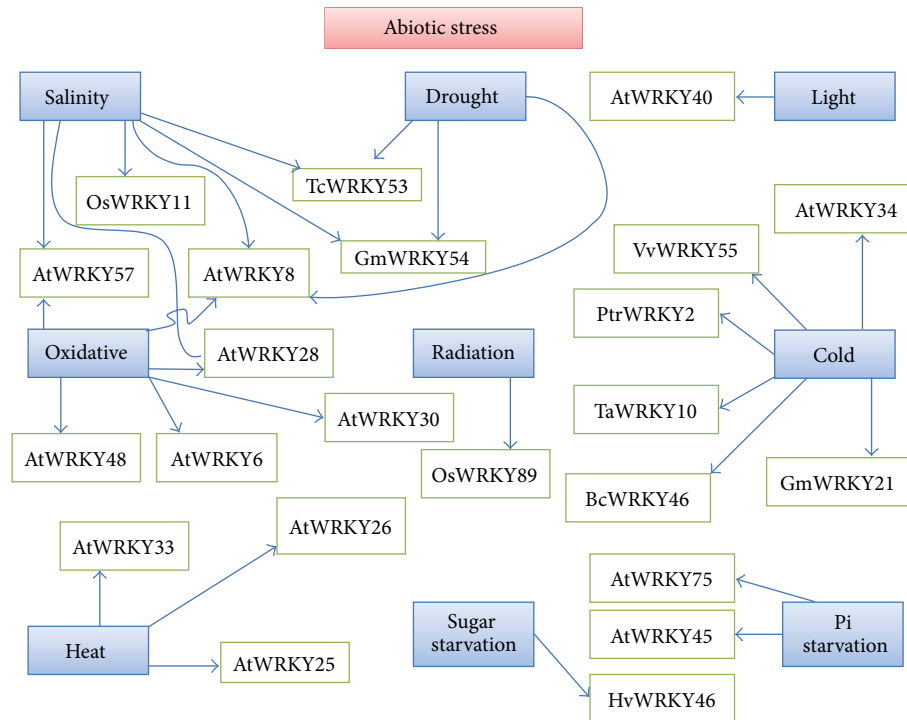 Abiotic stress
Salinity
Drought
AtWRKY40
Light
TcWRKY53
OsWRKY11
AtWRKY34
VvWRKY55
GmWRKY54
AtWRKY57
AtWRKY8
PtrWRKY2
Oxidative
AtWRKY28
Radiation
Cold
TaWRKY10
AtWRKY30
AtWRKY48
AtWRKY6
OsWRKY89
GmWRKY21
BcWRKY46
AtWRKY26
AtWRKY33
AtWRKY75
Sugar
starvation
AtWRKY45
Pi
starvation
Heat
AtWRKY25
HvWRKY46